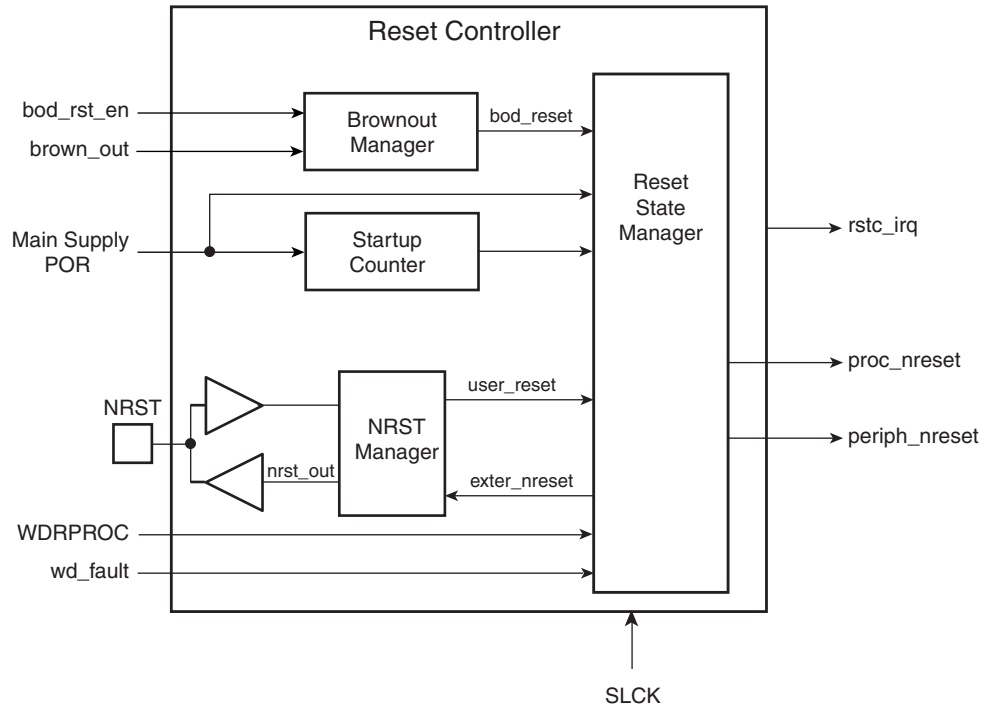 Reset Controller
bod_rst_en
brown_out
Brownout
Manager
bod_reset
Main Supply
POR
Startup
Counter
Reset
State
Manager
rstc_irq
proc_nreset
periph_nreset
NRST
NRST
Manager
user_reset
nrst_out
exter_nreset
WDRPROC
wd_fault
SLCK